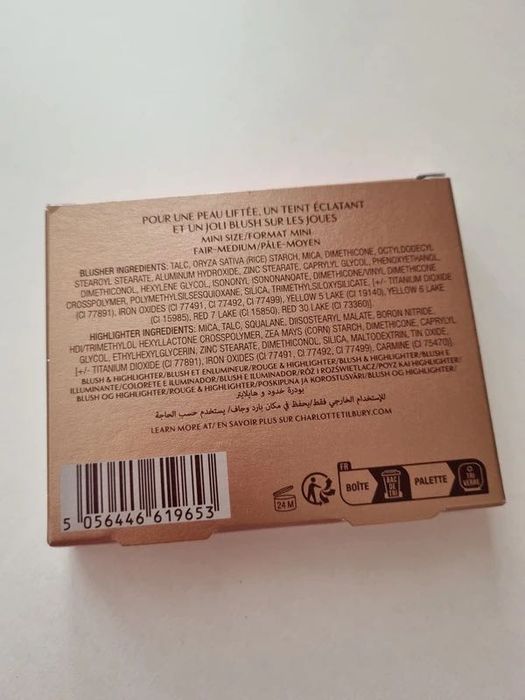 POUR UNE PEAU LIFTÉE, UN TEINT ÉCLATANT
ET UN JOLI BLUSH SUR LES JOUES
MINI SIZE/FORMAT MINI
FAIR-MEDIUM/PÂLE-MOYEN
BLUSHER INGREDIENTS: TALC, ORYZA SATIVA (RICE) STARCH, MICA, DIMETHICONE, OCTYLDODECYL
STEAROYL STEARATE, ALUMINUM HYDROXIDE, ZINC STEARATE, CAPRYLYL GLYCOL, PHENOXYETHANOL,
DIMETHICONOL, HEXYLENE GLYCOL, ISONONYL ISONONANOATE, DIMETHICONE/VINYL DIMETHICONE
CROSSPOLYMER, POLYMETHYLSILSESQUIOXANE, SILICA, TRIMETHYLSILOXYSILICATE, [+/- TITANIUM DIOXIDE
(CI 77891), IRON OXIDES (CI 77491, CI 77492, CI 77499), YELLOW 5 LAKE (CI 19140), YELLOW 6 LAKE
(CI 15985), RED 7 LAKE (CI 15850), RED 30 LAKE (CI 73360)].
HIGHLIGHTER INGREDIENTS: MICA, TALC, SQUALANE, DIISOSTEARYL MALATE, BORON NITRIDE,
HDI/TRIMETHYLOL HEXYLLACTONE CROSSPOLYMER, ZEA MAYS (CORN) STARCH, DIMETHICONE, CAPRYLYL
GLYCOL, ETHYLHEXYLGLYCERIN, ZINC STEARATE, DIMETHICONOL, SILICA, MALTODEXTRIN, TIN OXIDE,
[+/- TITANIUM DIOXIDE (CI 77891), IRON OXIDES (CI 77491, CI 77492, CI 77499), CARMINE (CI 75470)].
BLUSH & HIGHLIGHTER/BLUSH ET ENLUMINEUR/ROUGE & HIGHLIGHTER/BLUSH & HIGHLIGHTER/BLUSH E
ILLUMINANTE/COLORETE E ILUMINADOR/BLUSH E ILUMINADOR/RÓŻ I ROZŚWIETLACZ/POYZ KAI HIGHLIGHTER/
BLUSH OG HIGHLIGHTER/ROUGE & HIGHLIGHTER/POSKIPUNA JA KOROSTUSVÄRI/BLUSH OG HIGHLIGHTER/
بودرة خدود و هايلايتر
للإستعدام الخارجي فقط/يحفظ في مكان بارد وجاف/يستخدم حسب الحاجة
LEARN MORE AT/ EN SAVOIR PLUS SUR CHARLOTTETILBURY.COM
5 056446 619653
24 M
FR
BOÎTE
BAC DE TRI
PALETTE
TRI VERRE